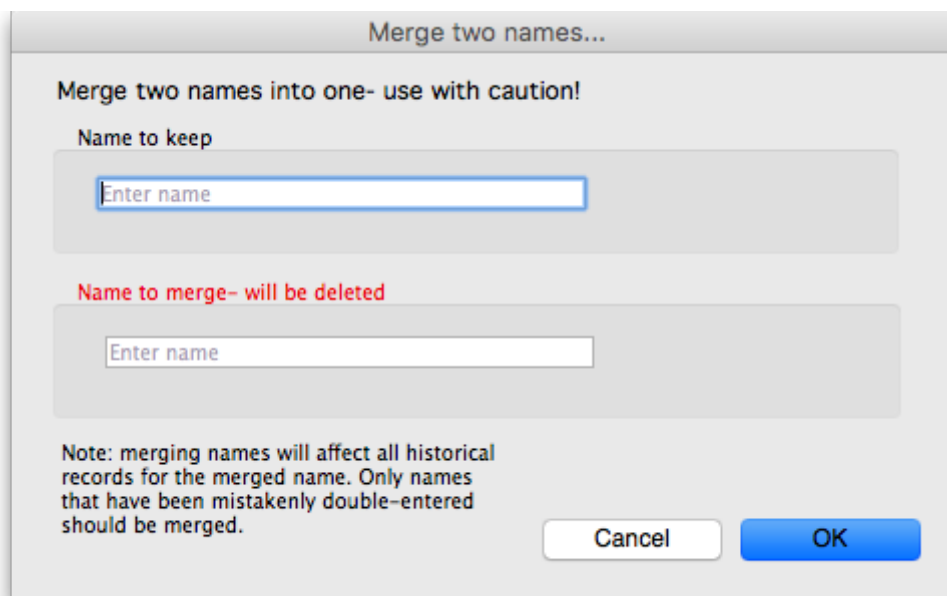 Merge two names...
Merge two names into one- use with caution!
Name to keep
Enter name
Name to merge– will be deleted
Enter name
Note: merging names will affect all historical
records for the merged name. Only names
that have been mistakenly double–entered
should be merged.
Cancel
OK